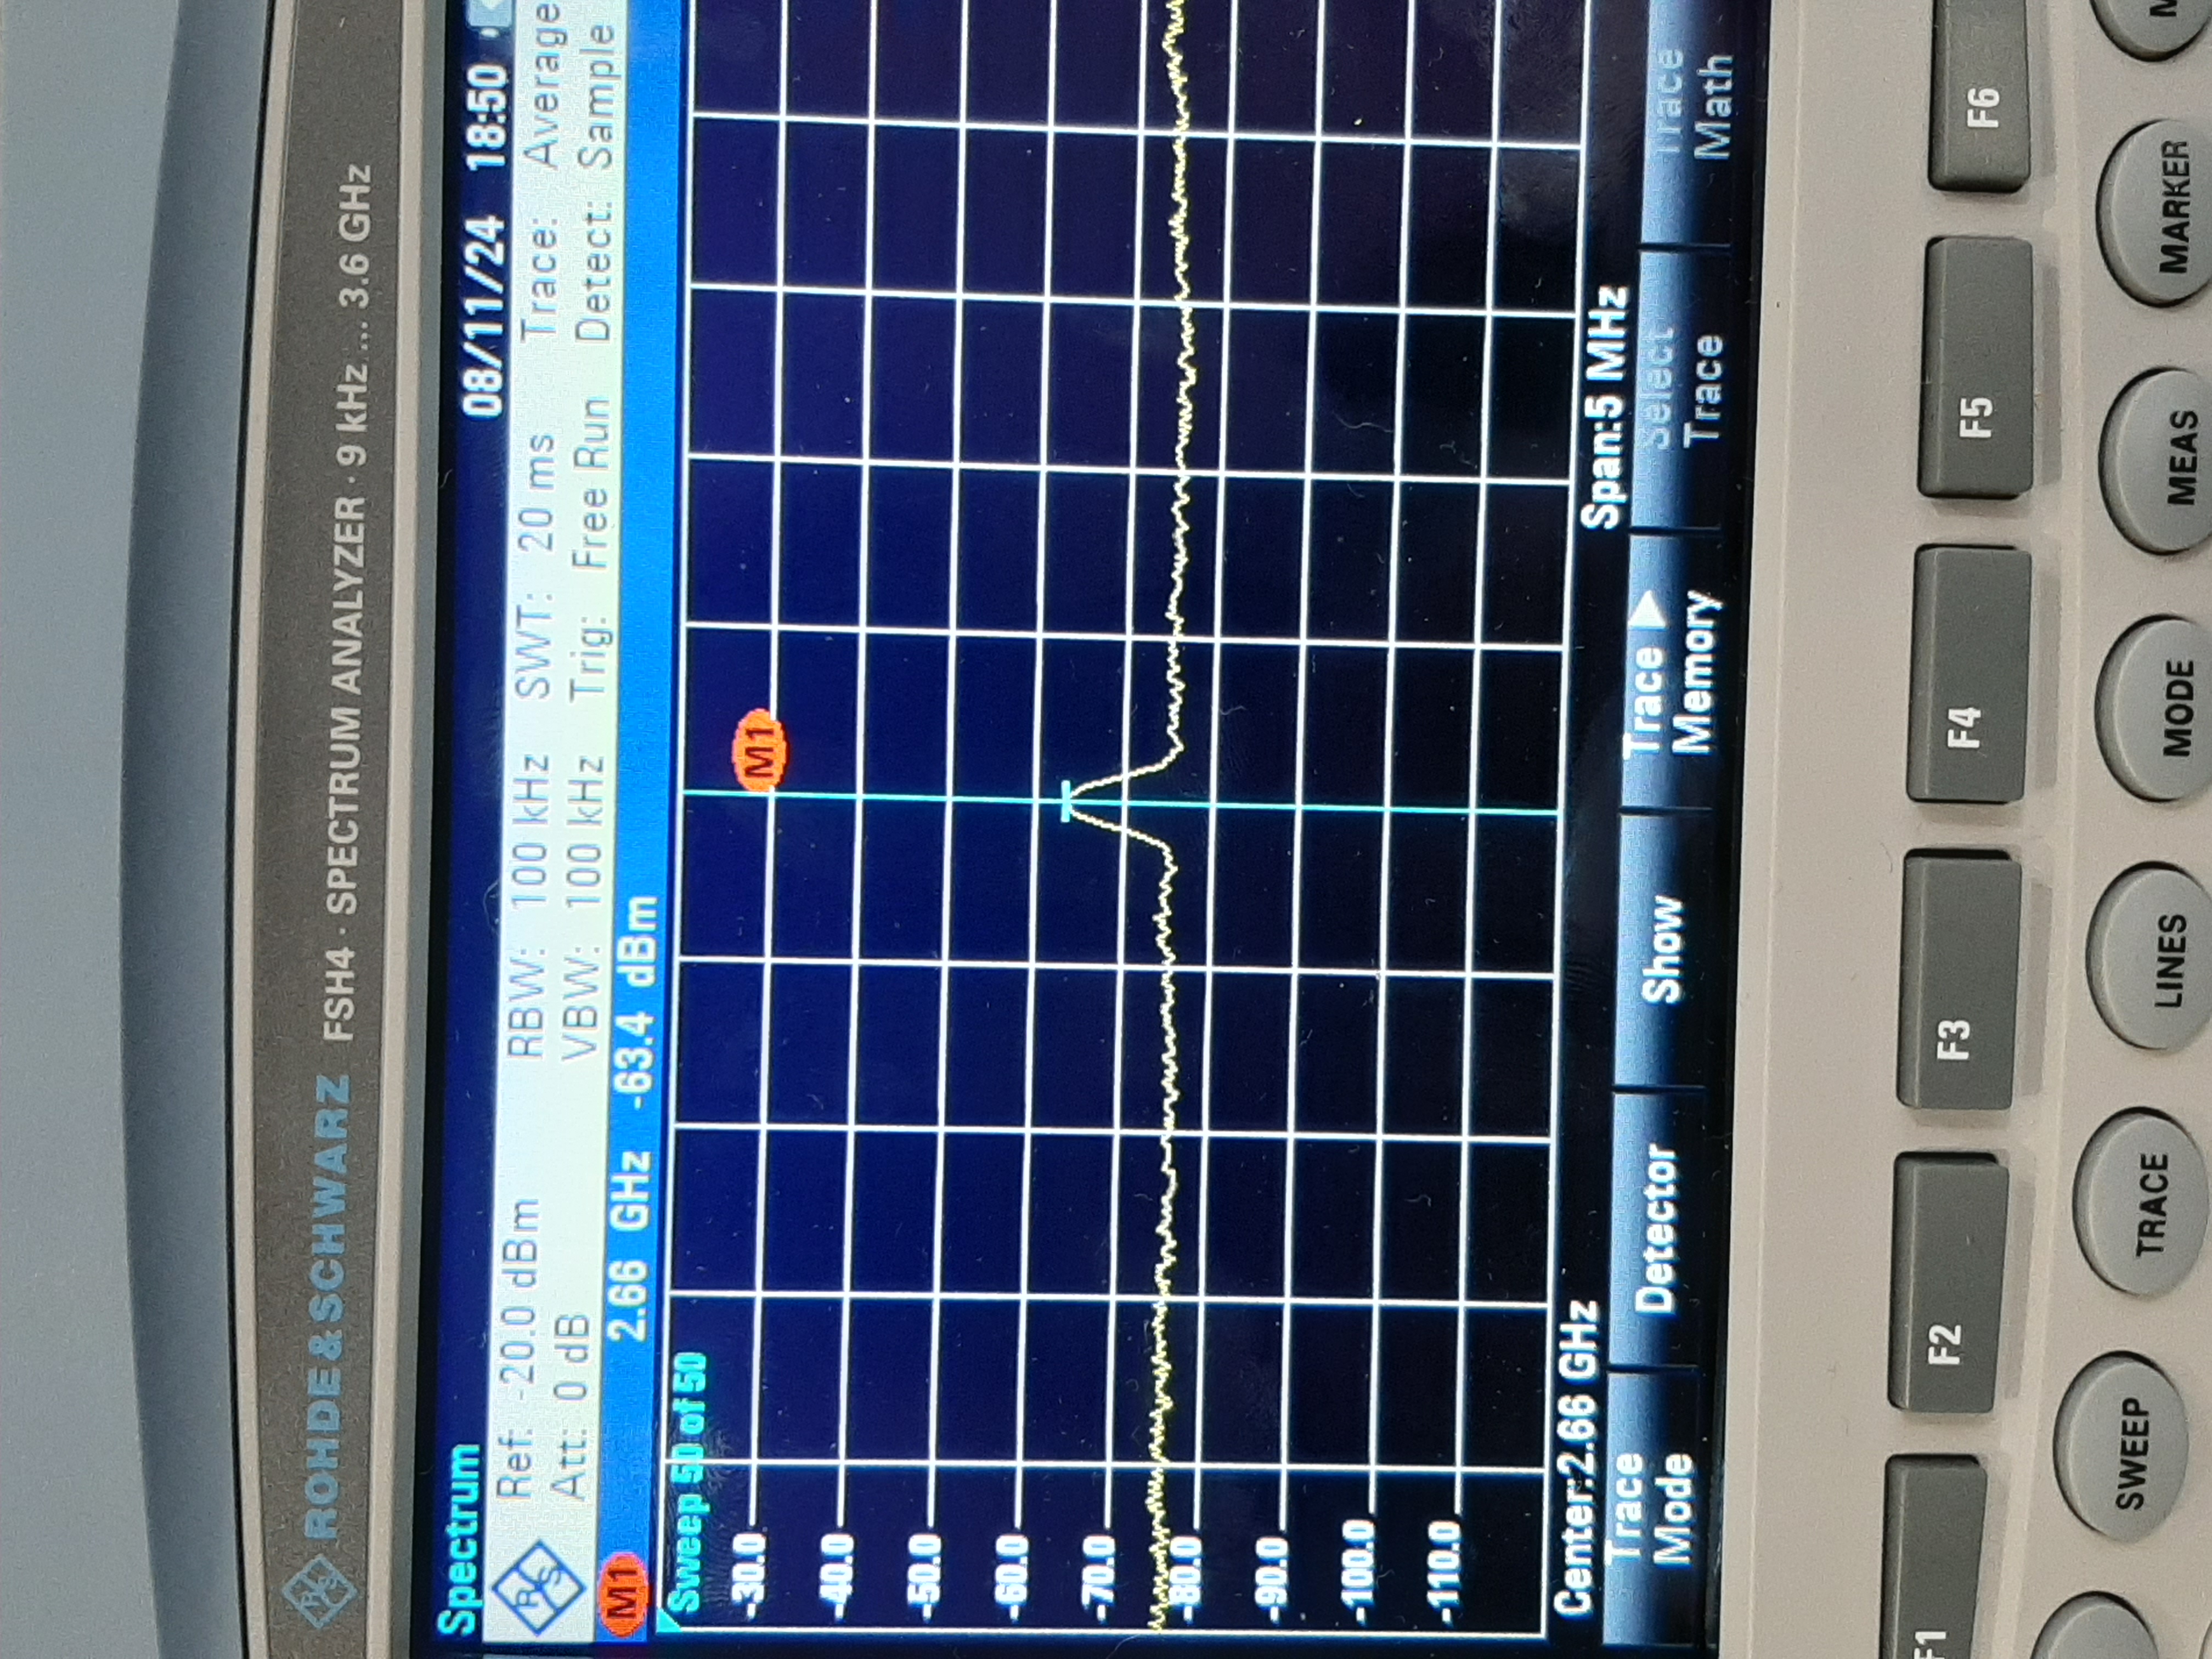 ROHDE&SCHWARZ FSH4 · SPECTRUM ANALYZER · 9 kHz ... 3.6 GHz
Spectrum 08/11/24 18:50
Ref: -20.0 dBm RBW: 100 kHz SWT: 20 ms Trace: Average
Att: 0 dB VBW: 100 kHz Trig: Free Run Detect: Sample
M1 2.66 GHz -63.4 dBm
Sweep 50 of 50
M1
-30.0
-40.0
-50.0
-60.0
-70.0
-80.0
-90.0
-100.0
-110.0
Center:2.66 GHz Span:5 MHz
Trace Mode
Detector
Show
Trace Memory
Select Trace
Trace Math
F1 F2 F3 F4 F5 F6
SWEEP TRACE LINES MODE MEAS MARKER